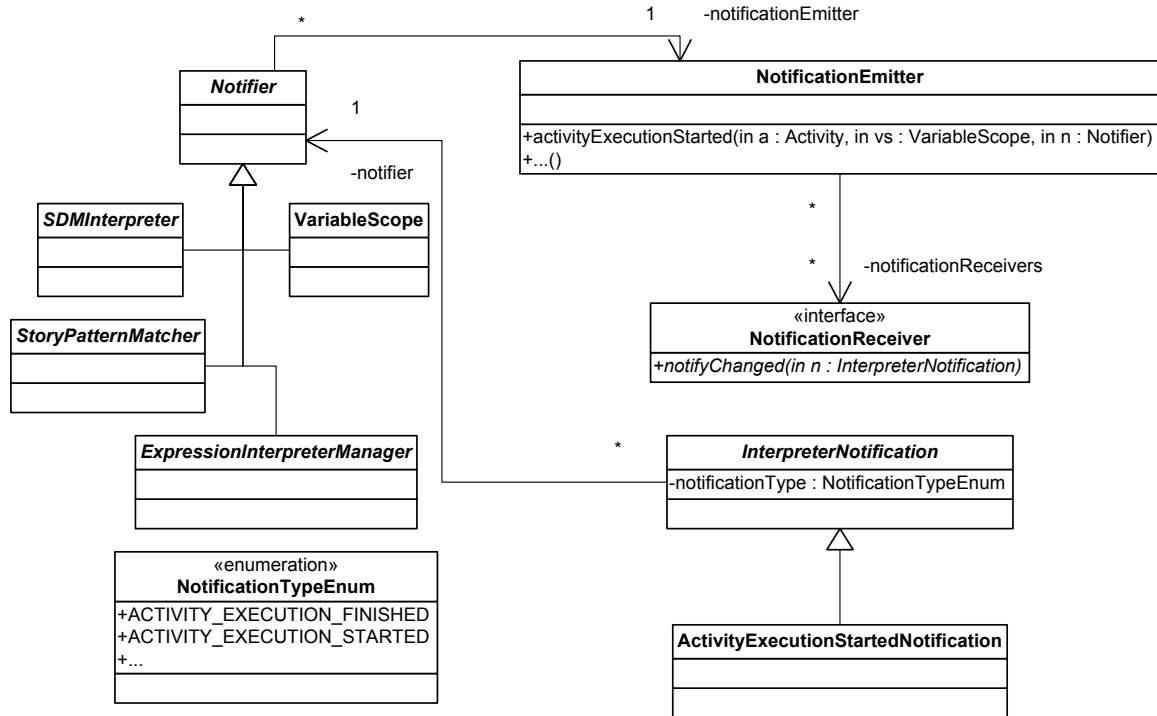 * 1 -notificationEmitter
Notifier
NotificationEmitter
+activityExecutionStarted(in a : Activity, in vs : VariableScope, in n : Notifier)
+...()
1
-notifier
SDMInterpreter
VariableScope
*
* -notificationReceivers
«interface»
NotificationReceiver
+notifyChanged(in n : InterpreterNotification)
StoryPatternMatcher
ExpressionInterpreterManager
*
InterpreterNotification
-notificationType : NotificationTypeEnum
«enumeration»
NotificationTypeEnum
+ACTIVITY_EXECUTION_FINISHED
+ACTIVITY_EXECUTION_STARTED
+...
ActivityExecutionStartedNotification